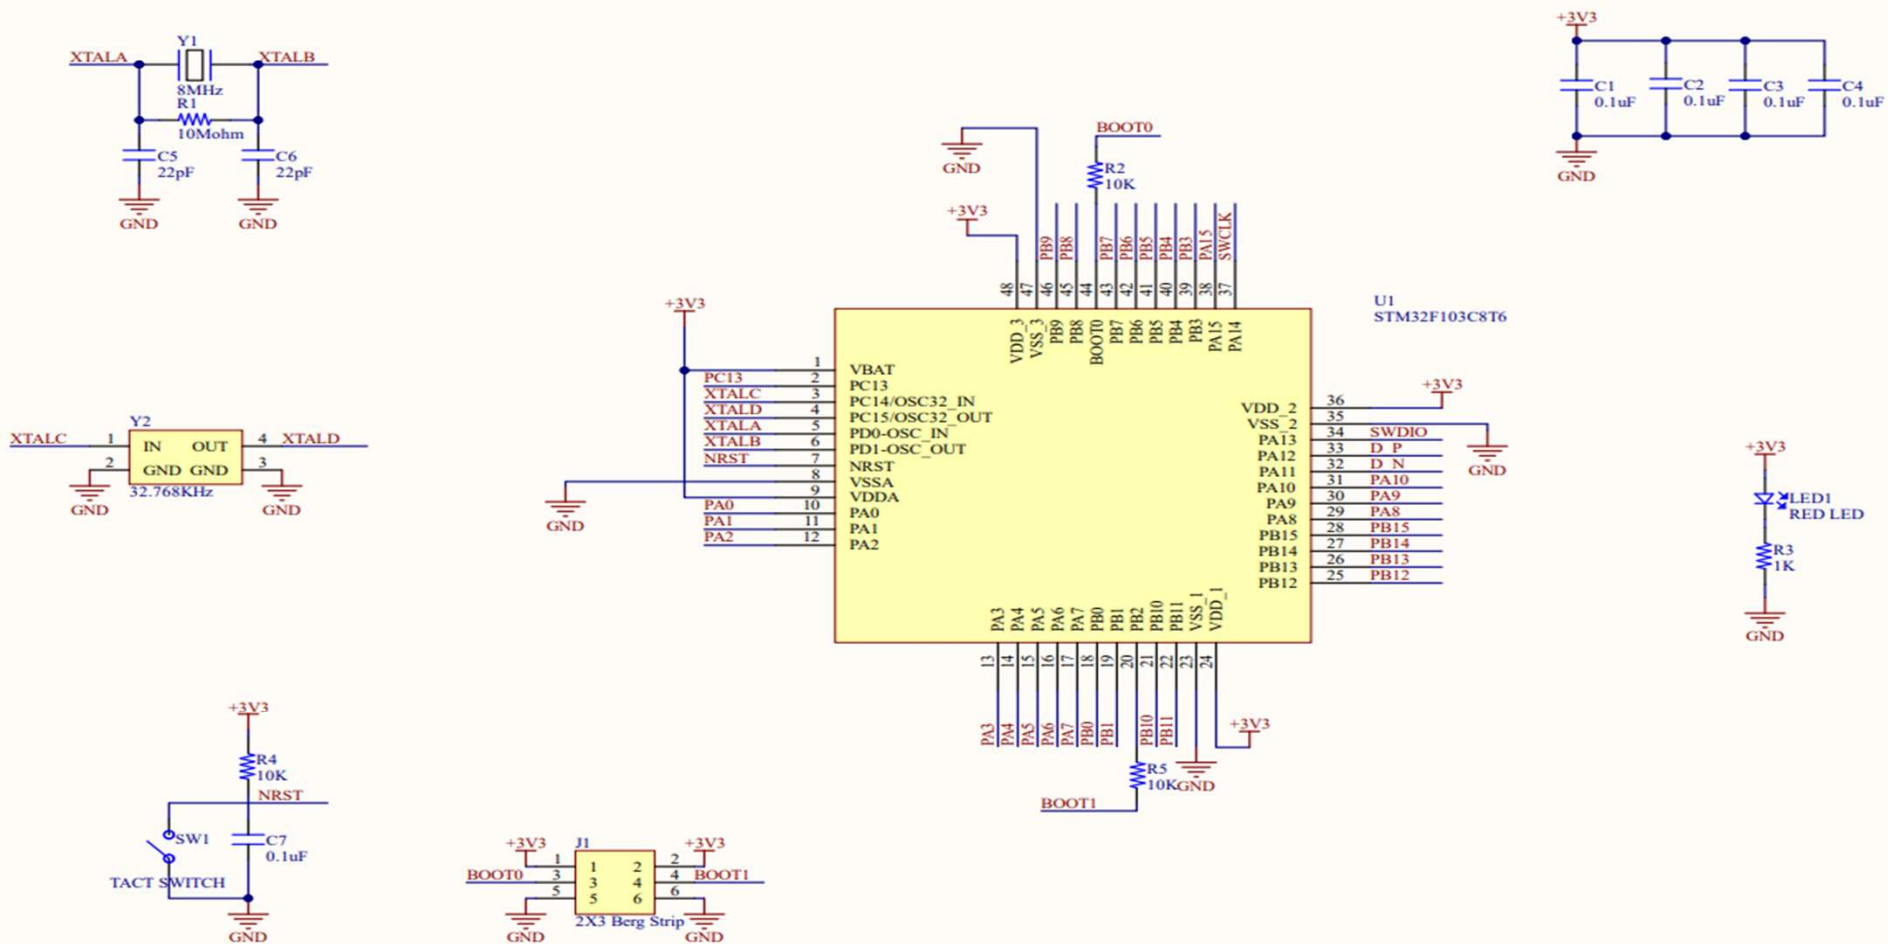 XTALA
Y1
XTALB
8MHz
R1
10Mohm
C5
22pF
C6
22pF
GND
GND
+3V3
C1
0.1uF
C2
0.1uF
C3
0.1uF
C4
0.1uF
GND
BOOT0
GND
R2
10K
+3V3
PB9
PB8
PB7
PB6
PB5
PB4
PB3
PA15
SWCLK
48
47
46
45
44
43
42
41
40
39
38
37
VDD_3
VSS_3
PB9
PB8
BOOT0
PB7
PB6
PB5
PB4
PB3
PA15
PA14
U1
STM32F103C8T6
+3V3
1 VBAT
PC13 2 PC13
XTALC 3 PC14/OSC32_IN
XTALD 4 PC15/OSC32_OUT
XTALA 5 PD0-OSC_IN
XTALB 6 PD1-OSC_OUT
NRST 7 NRST
8 VSSA
9 VDDA
PA0 10 PA0
PA1 11 PA1
PA2 12 PA2
GND
+3V3
VDD_2 36
VSS_2 35
PA13 34 SWDIO
PA12 33 D_P
PA11 32 D_N
PA10 31 PA10
PA9 30 PA9
PA8 29 PA8
PB15 28 PB15
PB14 27 PB14
PB13 26 PB13
PB12 25 PB12
GND
PA3
PA4
PA5
PA6
PA7
PB0
PB1
PB2
PB10
PB11
VSS_1
VDD_1
13
14
15
16
17
18
19
20
21
22
23
24
PA3
PA4
PA5
PA6
PA7
PB0
PB1
PB10
PB11
+3V3
R5
10K
GND
BOOT1
Y2
XTALC 1 IN OUT 4 XTALD
2 GND GND 3
32.768KHz
GND
GND
+3V3
LED1
RED LED
R3
1K
GND
+3V3
R4
10K
NRST
SW1
C7
0.1uF
TACT SWITCH
GND
J1
+3V3
+3V3
1 1 2 2
BOOT0 3 3 4 4 BOOT1
5 5 6 6
2X3 Berg Strip
GND
GND